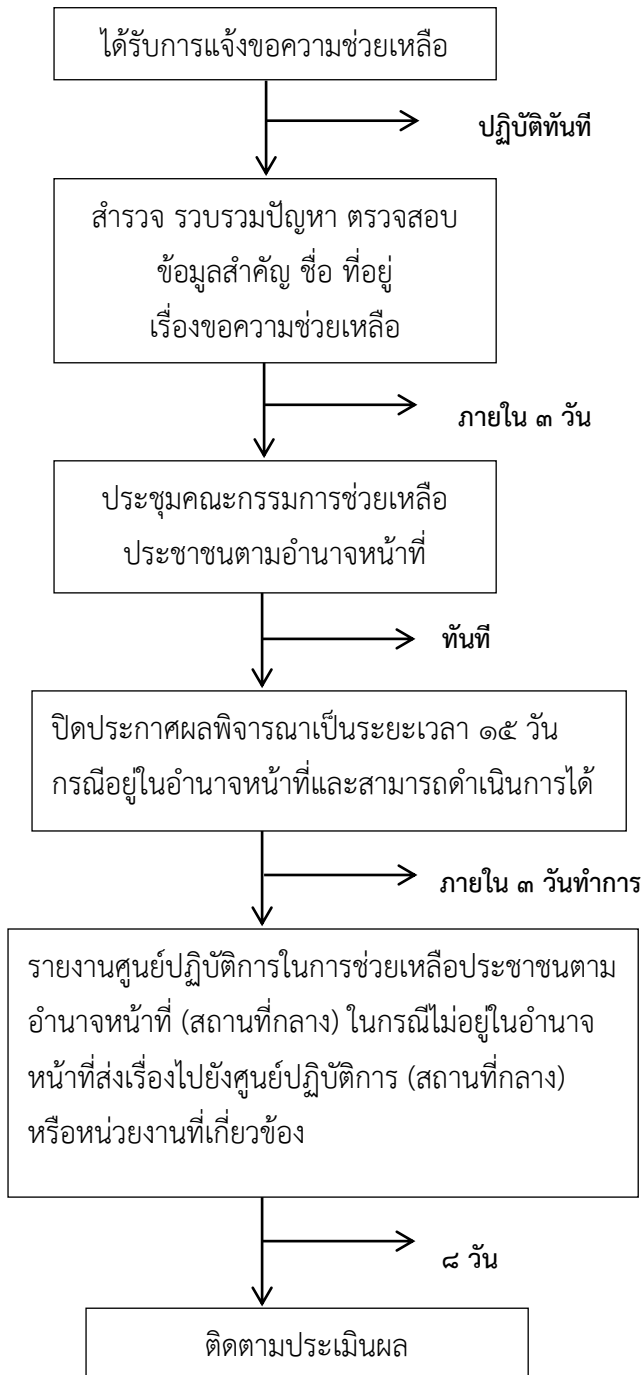 ได้รับการแจ้งขอความช่วยเหลือ
ปฏิบัติทันที
สำรวจ รวบรวมปัญหา ตรวจสอบ
ข้อมูลสำคัญ ชื่อ ที่อยู่
เรื่องขอความช่วยเหลือ
ภายใน ๓ วัน
ประชุมคณะกรรมการช่วยเหลือ
ประชาชนตามอำนาจหน้าที่
ทันที
ปิดประกาศผลพิจารณาเป็นระยะเวลา ๑๕ วัน
กรณีอยู่ในอำนาจหน้าที่และสามารถดำเนินการได้
ภายใน ๓ วันทำการ
รายงานศูนย์ปฏิบัติการในการช่วยเหลือประชาชนตาม
อำนาจหน้าที่ (สถานที่กลาง) ในกรณีไม่อยู่ในอำนาจ
หน้าที่ส่งเรื่องไปยังศูนย์ปฏิบัติการ (สถานที่กลาง)
หรือหน่วยงานที่เกี่ยวข้อง
๘ วัน
ติดตามประเมินผล